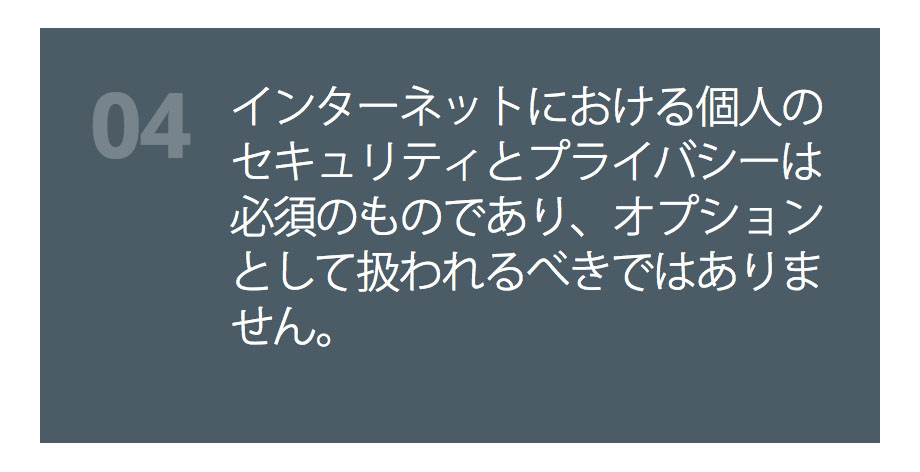 04
インターネットにおける個人の
セキュリティとプライバシーは
必須のものであり、オプション
として扱われるべきではありま
せん。